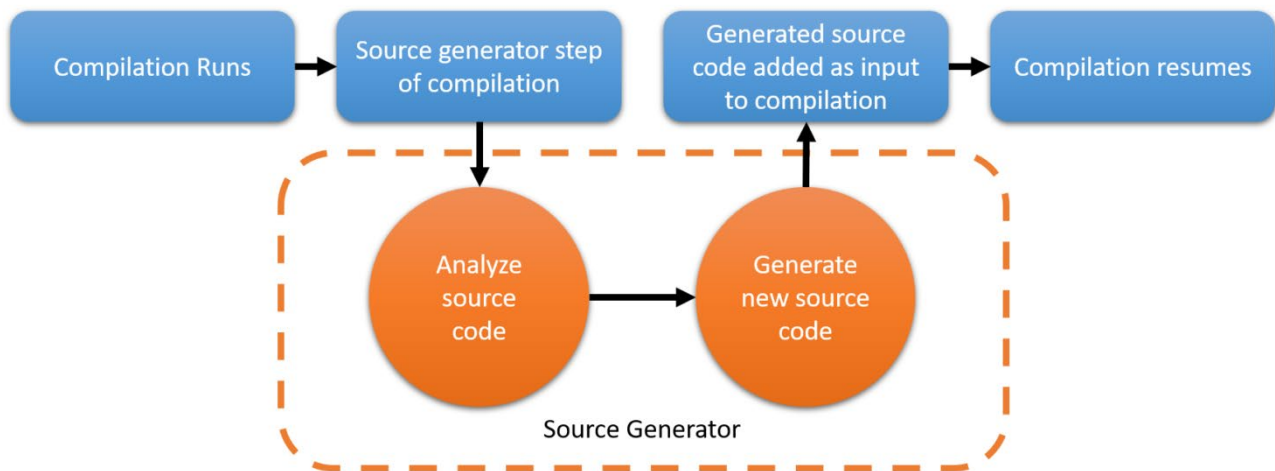 Compilation Runs
Source generator step
of compilation
Generated source
code added as input
to compilation
Compilation resumes
Analyze
source
code
Generate
new source
code
Source Generator